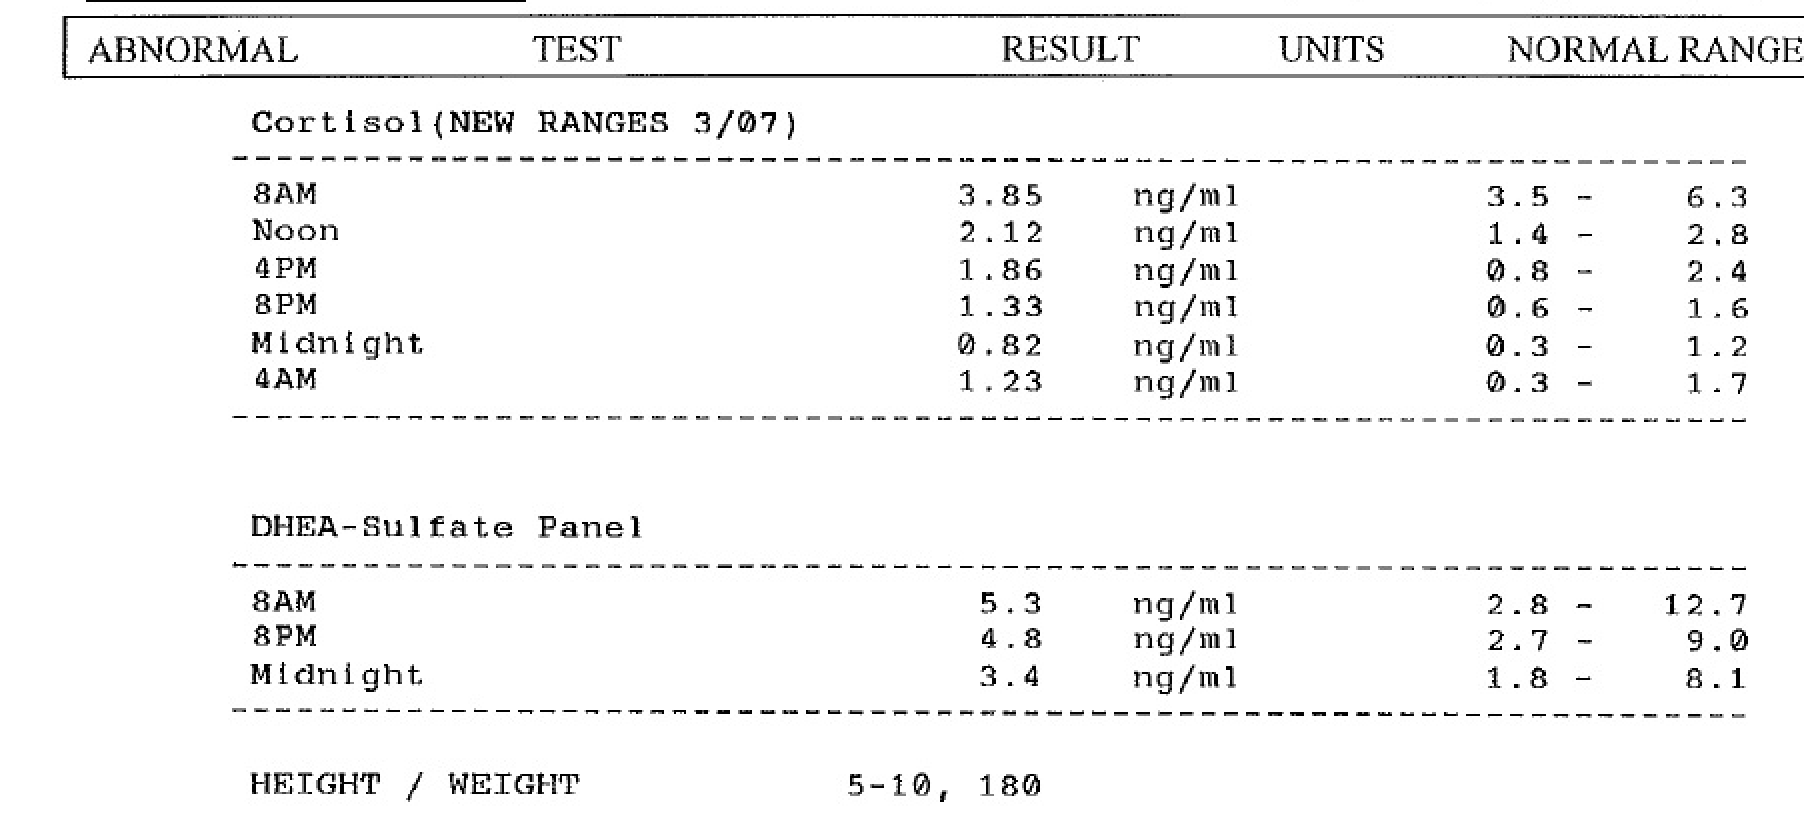 ABNORMAL TEST RESULT UNITS NORMAL RANGE
Cortisol(NEW RANGES 3/07)
8AM 3.85 ng/ml 3.5 - 6.3
Noon 2.12 ng/ml 1.4 - 2.8
4PM 1.86 ng/ml 0.8 - 2.4
8PM 1.33 ng/ml 0.6 - 1.6
Midnight 0.82 ng/ml 0.3 - 1.2
4AM 1.23 ng/ml 0.3 - 1.7
DHEA-Sulfate Panel
8AM 5.3 ng/ml 2.8 - 12.7
8PM 4.8 ng/ml 2.7 - 9.0
Midnight 3.4 ng/ml 1.8 - 8.1
HEIGHT / WEIGHT 5-10, 180